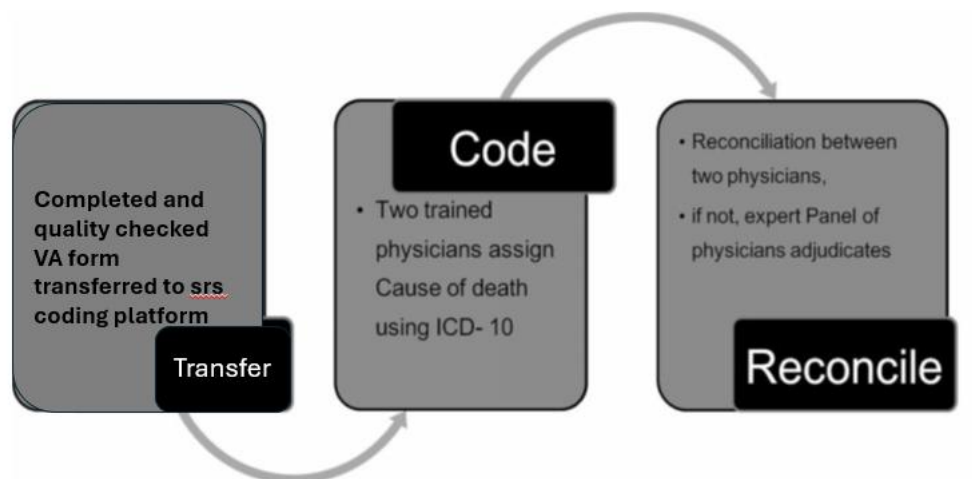 Completed and
quality checked
VA form
transferred to srs
coding platform
Transfer
Code
• Two trained
physicians assign
Cause of death
using ICD- 10
• Reconciliation between
two physicians,
• if not, expert Panel of
physicians adjudicates
Reconcile